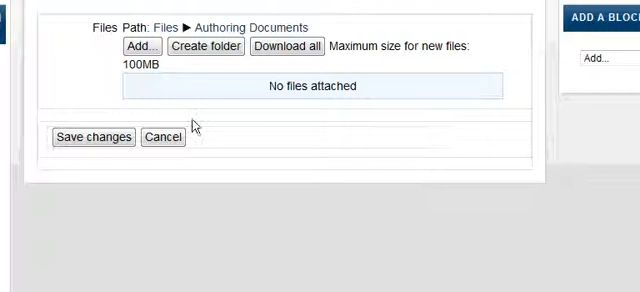 ADD A BLOC
Files Path: Files ► Authoring Documents
Add... Create folder Download all Maximum size for new files:
100MB
Add...
No files attached
Save changes Cancel